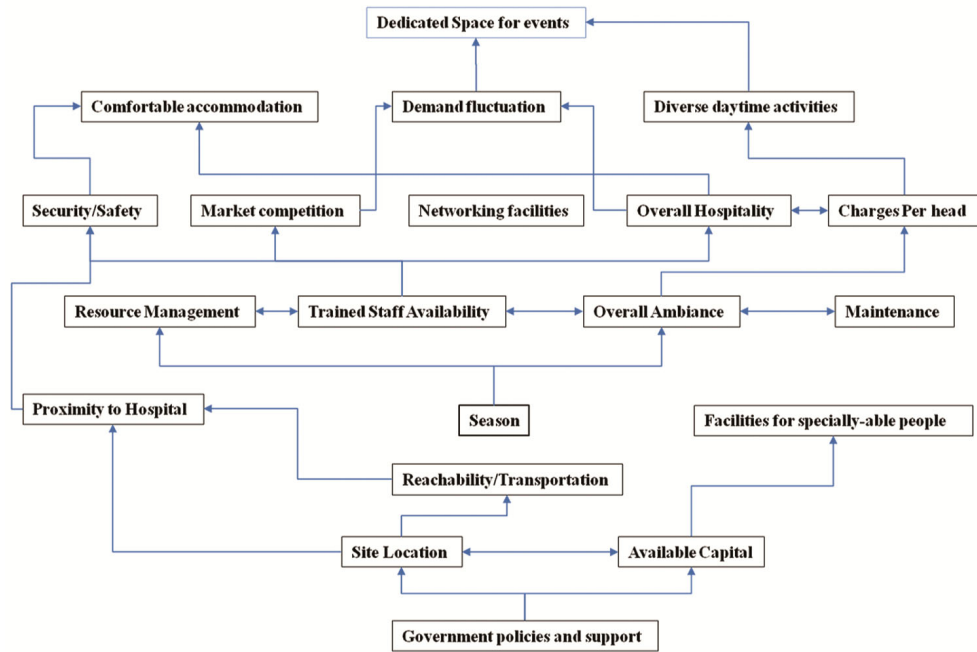 Dedicated Space for events
Comfortable accommodation
Demand fluctuation
Diverse daytime activities
Security/Safety
Market competition
Networking facilities
Overall Hospitality
Charges Per head
Resource Management
Trained Staff Availability
Overall Ambiance
Maintenance
Proximity to Hospital
Season
Facilities for specially-able people
Reachability/Transportation
Site Location
Available Capital
Government policies and support